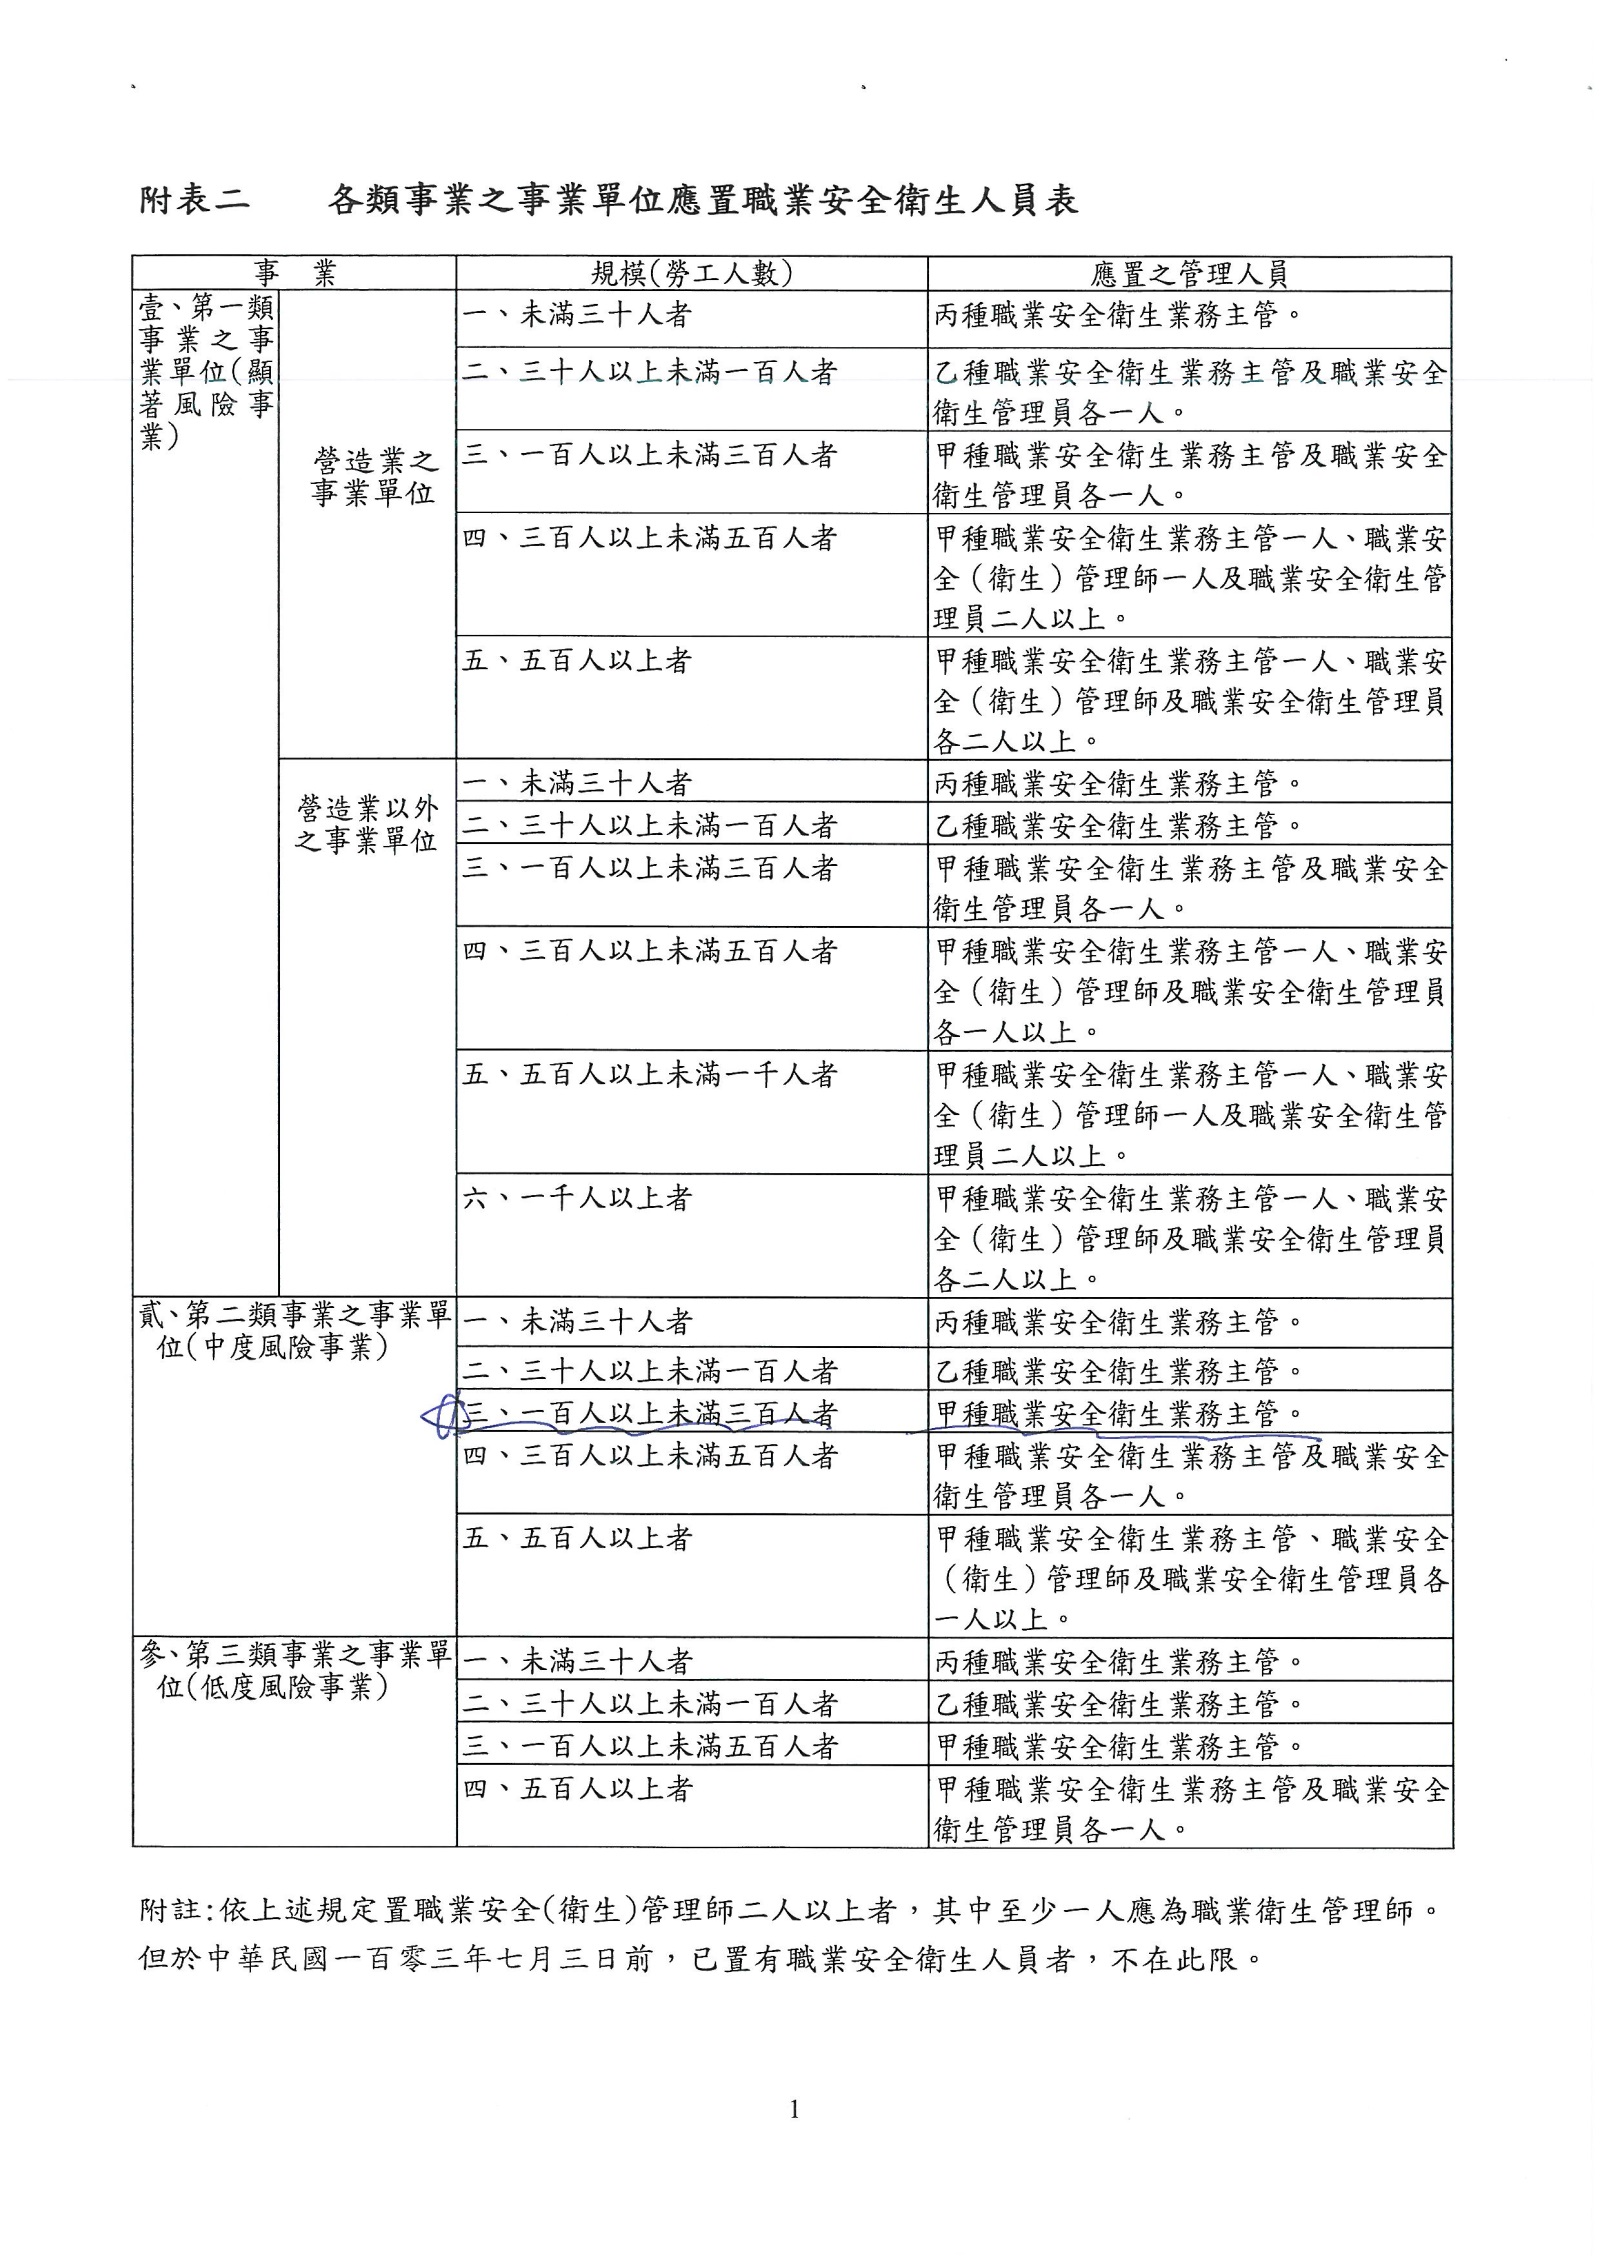 附表二　　各類事業之事業單位應置職業安全衛生人員表
事　業　規模(勞工人數)　應置之管理人員
壹、第一類
事業之事
業單位(顯
著風險事
業)
營造業之
事業單位
一、未滿三十人者
丙種職業安全衛生業務主管。
二、三十人以上未滿一百人者
乙種職業安全衛生業務主管及職業安全
衛生管理員各一人。
三、一百人以上未滿三百人者
甲種職業安全衛生業務主管及職業安全
衛生管理員各一人。
四、三百人以上未滿五百人者
甲種職業安全衛生業務主管一人、職業安
全（衛生）管理師一人及職業安全衛生管
理員二人以上。
五、五百人以上者
甲種職業安全衛生業務主管一人、職業安
全（衛生）管理師及職業安全衛生管理員
各二人以上。
營造業以外
之事業單位
一、未滿三十人者
丙種職業安全衛生業務主管。
二、三十人以上未滿一百人者
乙種職業安全衛生業務主管。
三、一百人以上未滿三百人者
甲種職業安全衛生業務主管及職業安全
衛生管理員各一人。
四、三百人以上未滿五百人者
甲種職業安全衛生業務主管一人、職業安
全（衛生）管理師及職業安全衛生管理員
各一人以上。
五、五百人以上未滿一千人者
甲種職業安全衛生業務主管一人、職業安
全（衛生）管理師一人及職業安全衛生管
理員二人以上。
六、一千人以上者
甲種職業安全衛生業務主管一人、職業安
全（衛生）管理師及職業安全衛生管理員
各二人以上。
貳、第二類事業之事業單
位(中度風險事業)
一、未滿三十人者
丙種職業安全衛生業務主管。
二、三十人以上未滿一百人者
乙種職業安全衛生業務主管。
三、一百人以上未滿三百人者
甲種職業安全衛生業務主管。
四、三百人以上未滿五百人者
甲種職業安全衛生業務主管及職業安全
衛生管理員各一人。
五、五百人以上者
甲種職業安全衛生業務主管、職業安全
（衛生）管理師及職業安全衛生管理員各
一人以上。
參、第三類事業之事業單
位(低度風險事業)
一、未滿三十人者
丙種職業安全衛生業務主管。
二、三十人以上未滿一百人者
乙種職業安全衛生業務主管。
三、一百人以上未滿五百人者
甲種職業安全衛生業務主管。
四、五百人以上者
甲種職業安全衛生業務主管及職業安全
衛生管理員各一人。
附註:依上述規定置職業安全(衛生)管理師二人以上者，其中至少一人應為職業衛生管理師。
但於中華民國一百零三年七月三日前，已置有職業安全衛生人員者，不在此限。
1